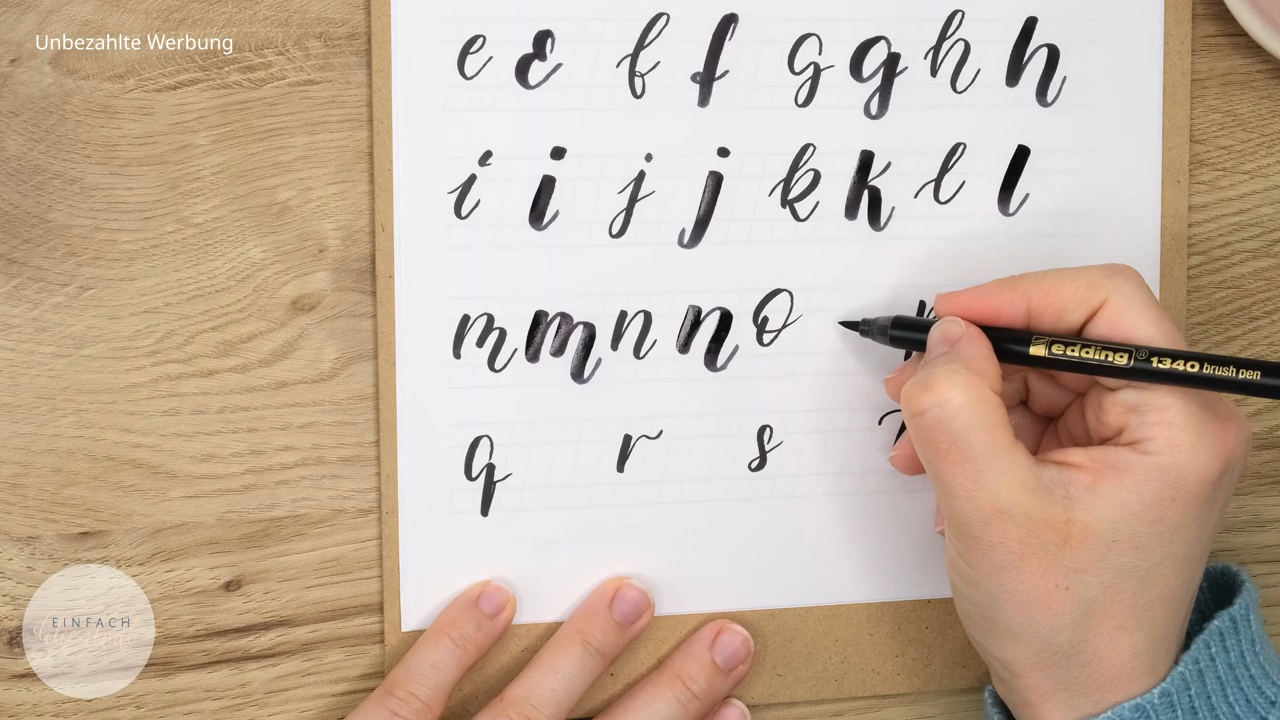 Unbezahlte Werbung
e e f f g g h h
i i j j k k l l
m m n n o
edding® 1340 brush pen
q r s
EINFACH